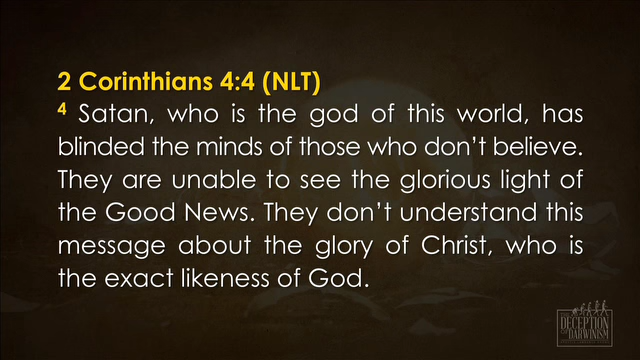 2 Corinthians 4:4 (NLT)
4 Satan, who is the god of this world, has
blinded the minds of those who don't believe.
They are unable to see the glorious light of
the Good News. They don't understand this
message about the glory of Christ, who is
the exact likeness of God.
DECEPTION
DARWINISM